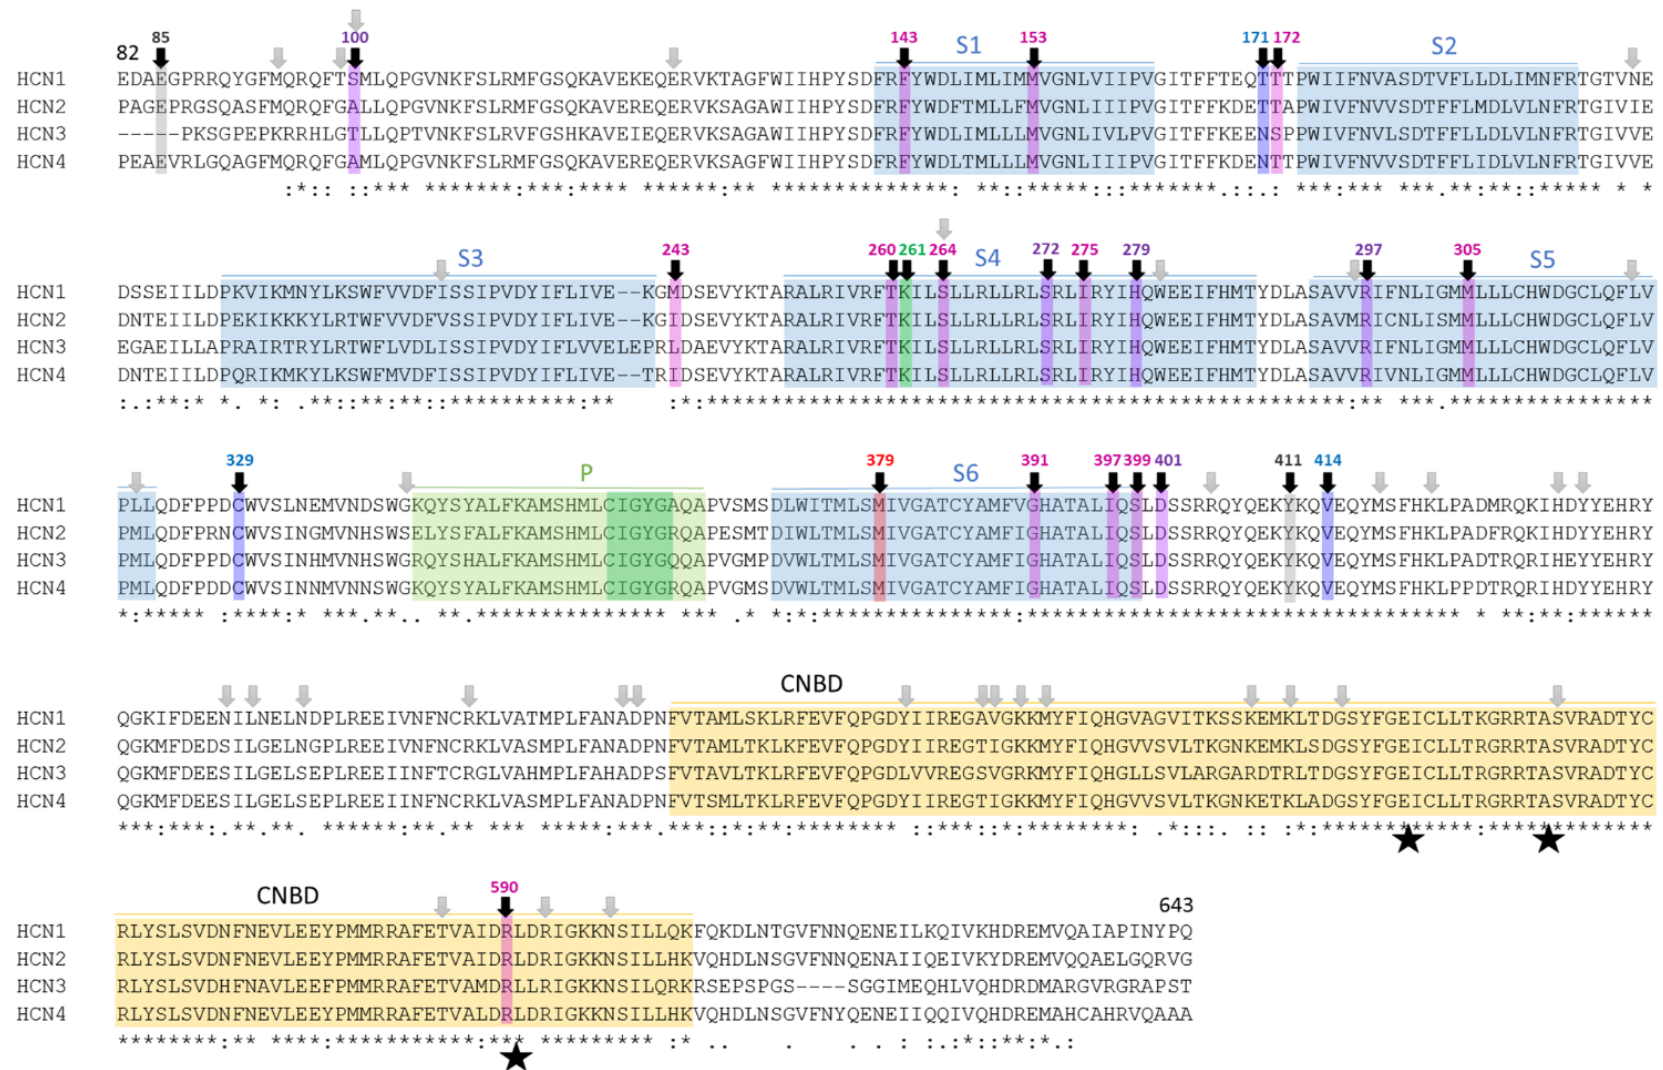 85 100 143 S1 153 171 172 S2
82
HCN1 EDAEGPRRQYGFMQRQFTSMLQPGVNKFSLRMFGSQKAVEKEQERVKTAGFWIIHPYSDFRFYWDLIMLIMMVGNLVIIPVGITFFTEQTTTPWIIFNVASDTVFLLDLIMNFRTGTVNE
HCN2 PAGEPRGSQASFMQRQFGALLQPGVNKFSLRMFGSQKAVEREQERVKSAGAWIIHPYSDFRFYWDFTMLLFMVGNLIIIPVGITFFKDETTAPWIVFNVVSDTFFLMDLVLNFRTGIVIE
HCN3 -----PKSGPEPKRRHLGTLLQPTVNKFSLRVFGSHKAVEIEQERVKSAGAWIIHPYSDFRFYWDLIMLLLMVGNLIVLPVGITFFKEENSPPWIVFNVLSDTFFLLDLVLNFRTGIVVE
HCN4 PEAEVRLGQAGFMQRQFGAMLQPGVNKFSLRMFGSQKAVEREQERVKSAGFWIIHPYSDFRFYWDLTMLLLMVGNLIIIPVGITFFKDENTTPWIVFNVVSDTFFLIDLVLNFRTGIVVE
S3 243 260 261 264 S4 272 275 279 297 305 S5
HCN1 DSSEIILDPKVIKMNYLKSWFVVDFISSIPVDYIFLIVE--KGMDSEVYKTARALRIVRFTKILSLLRLLRLSRLIRYIHQWEEIFHMTYDLASAVVRIFNLIGMMLLLCHWDGCLQFLV
HCN2 DNTEIILDPEKIKKKYLRTWFVVDFVSSIPVDYIFLIVE--KGIDSEVYKTARALRIVRFTKILSLLRLLRLSRLIRYIHQWEEIFHMTYDLASAVMRICNLISMMLLLCHWDGCLQFLV
HCN3 EGAEILLAPRAIRTRYLRTWFLVDLISSIPVDYIFLVVELEPRLDAEVYKTARALRIVRFTKILSLLRLLRLSRLIRYIHQWEEIFHMTYDLASAVVRIFNLIGMMLLLCHWDGCLQFLV
HCN4 DNTEIILDPQRIKMKYLKSWFMVDFISSIPVDYIFLIVE--TRIDSEVYKTARALRIVRFTKILSLLRLLRLSRLIRYIHQWEEIFHMTYDLASAVVRIVNLIGMMLLLCHWDGCLQFLV
329 P 379 S6 391 397 399 401 411 414
HCN1 PLLQDFPPDCWVSLNEMVNDSWGKQYSYALFKAMSHMLCIGYGAQAPVSMSDLWITMLSMIVGATCYAMFVGHATALIQSLDSSRRQYQEKYKQVEQYMSFHKLPADMRQKIHDYYEHRY
HCN2 PMLQDFPRNCWVSINGMVNHSWSELYSFALFKAMSHMLCIGYGRQAPESMTDIWLTMLSMIVGATCYAMFIGHATALIQSLDSSRRQYQEKYKQVEQYMSFHKLPADFRQKIHDYYEHRY
HCN3 PMLQDFPPDCWVSINHMVNHSWGRQYSHALFKAMSHMLCIGYGQQAPVGMPDVWLTMLSMIVGATCYAMFIGHATALIQSLDSSRRQYQEKYKQVEQYMSFHKLPADTRQRIHEYYEHRY
HCN4 PMLQDFPDDCWVSINNMVNNSWGKQYSYALFKAMSHMLCIGYGRQAPVGMSDVWLTMLSMIVGATCYAMFIGHATALIQSLDSSRRQYQEKYKQVEQYMSFHKLPPDTRQRIHDYYEHRY
CNBD
HCN1 QGKIFDEENILNELNDPLREEIVNFNCRKLVATMPLFANADPNFVTAMLSKLRFEVFQPGDYIIREGAVGKKMYFIQHGVAGVITKSSKEMKLTDGSYFGEICLLTKGRRTASVRADTYC
HCN2 QGKMFDEDSILGELNGPLREEIVNFNCRKLVASMPLFANADPNFVTAMLTKLKFEVFQPGDYIIREGTIGKKMYFIQHGVVSVLTKGNKEMKLSDGSYFGEICLLTRGRRTASVRADTYC
HCN3 QGKMFDEESILGELSEPLREEIINFTCRGLVAHMPLFAHADPSFVTAVLTKLRFEVFQPGDLVVREGSVGRKMYFIQHGLLSVLARGARDTRLTDGSYFGEICLLTRGRRTASVRADTYC
HCN4 QGKMFDEESILGELSEPLREEIINFNCRKLVASMPLFANADPNFVTSMLTKLRFEVFQPGDYIIREGTIGKKMYFIQHGVVSVLTKGNKETKLADGSYFGEICLLTRGRRTASVRADTYC
CNBD 590 643
HCN1 RLYSLSVDNFNEVLEEYPMMRRAFETVAIDRLDRIGKKNSILLQKFQKDLNTGVFNNQENEILKQIVKHDREMVQAIAPINYPQ
HCN2 RLYSLSVDNFNEVLEEYPMMRRAFETVAIDRLDRIGKKNSILLHKVQHDLNSGVFNNQENAIIQEIVKYDREMVQQAELGQRVG
HCN3 RLYSLSVDHFNAVLEEFPMMRRAFETVAMDRLLRIGKKNSILQRKRSEPSPGS----SGGIMEQHLVQHDRDMARGVRGRAPST
HCN4 RLYSLSVDNFNEVLEEYPMMRRAFETVALDRLDRIGKKNSILLHKVQHDLNSGVFNYQENEIIQQIVQHDREMAHCAHRVQAAA